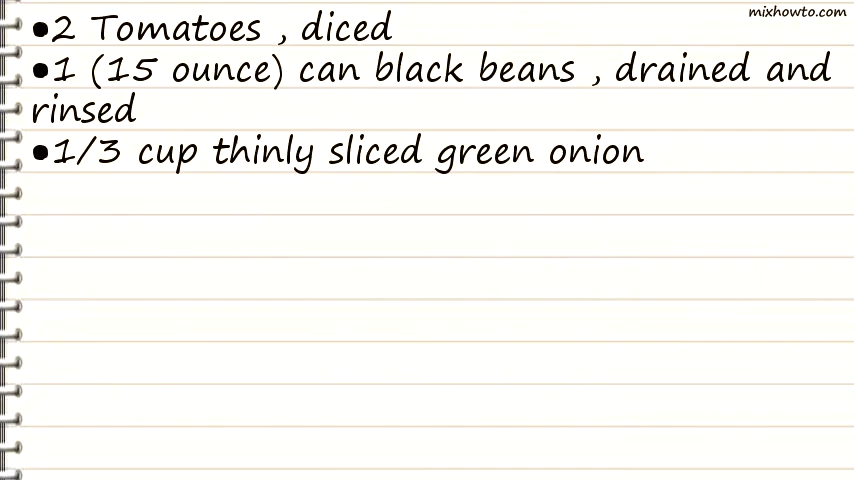 mixhowto.com
•2 Tomatoes , diced
•1 (15 ounce) can black beans , drained and
rinsed
•1/3 cup thinly sliced green onion